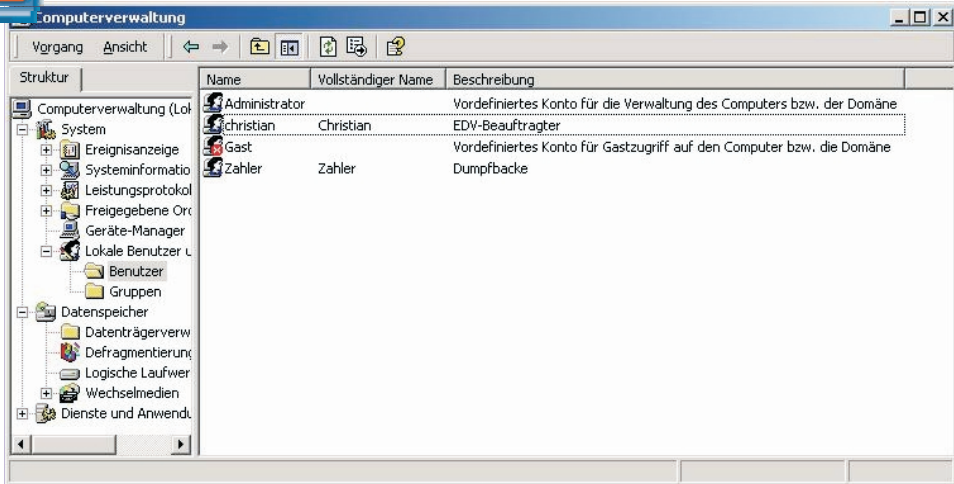 Computerverwaltung
Vorgang Ansicht
Struktur
Name Vollständiger Name Beschreibung
Computerverwaltung (Lok
System
Ereignisanzeige
Systeminformatio
Leistungsprotokol
Freigegebene Ord
Geräte-Manager
Lokale Benutzer u
Benutzer
Gruppen
Datenspeicher
Datenträgerverw
Defragmentierung
Logische Laufwer
Wechselmedien
Dienste und Anwendu
Administrator Vordefiniertes Konto für die Verwaltung des Computers bzw. der Domäne
christian Christian EDV-Beauftragter
Gast Vordefiniertes Konto für Gastzugriff auf den Computer bzw. die Domäne
Zahler Zahler Dumpfbacke